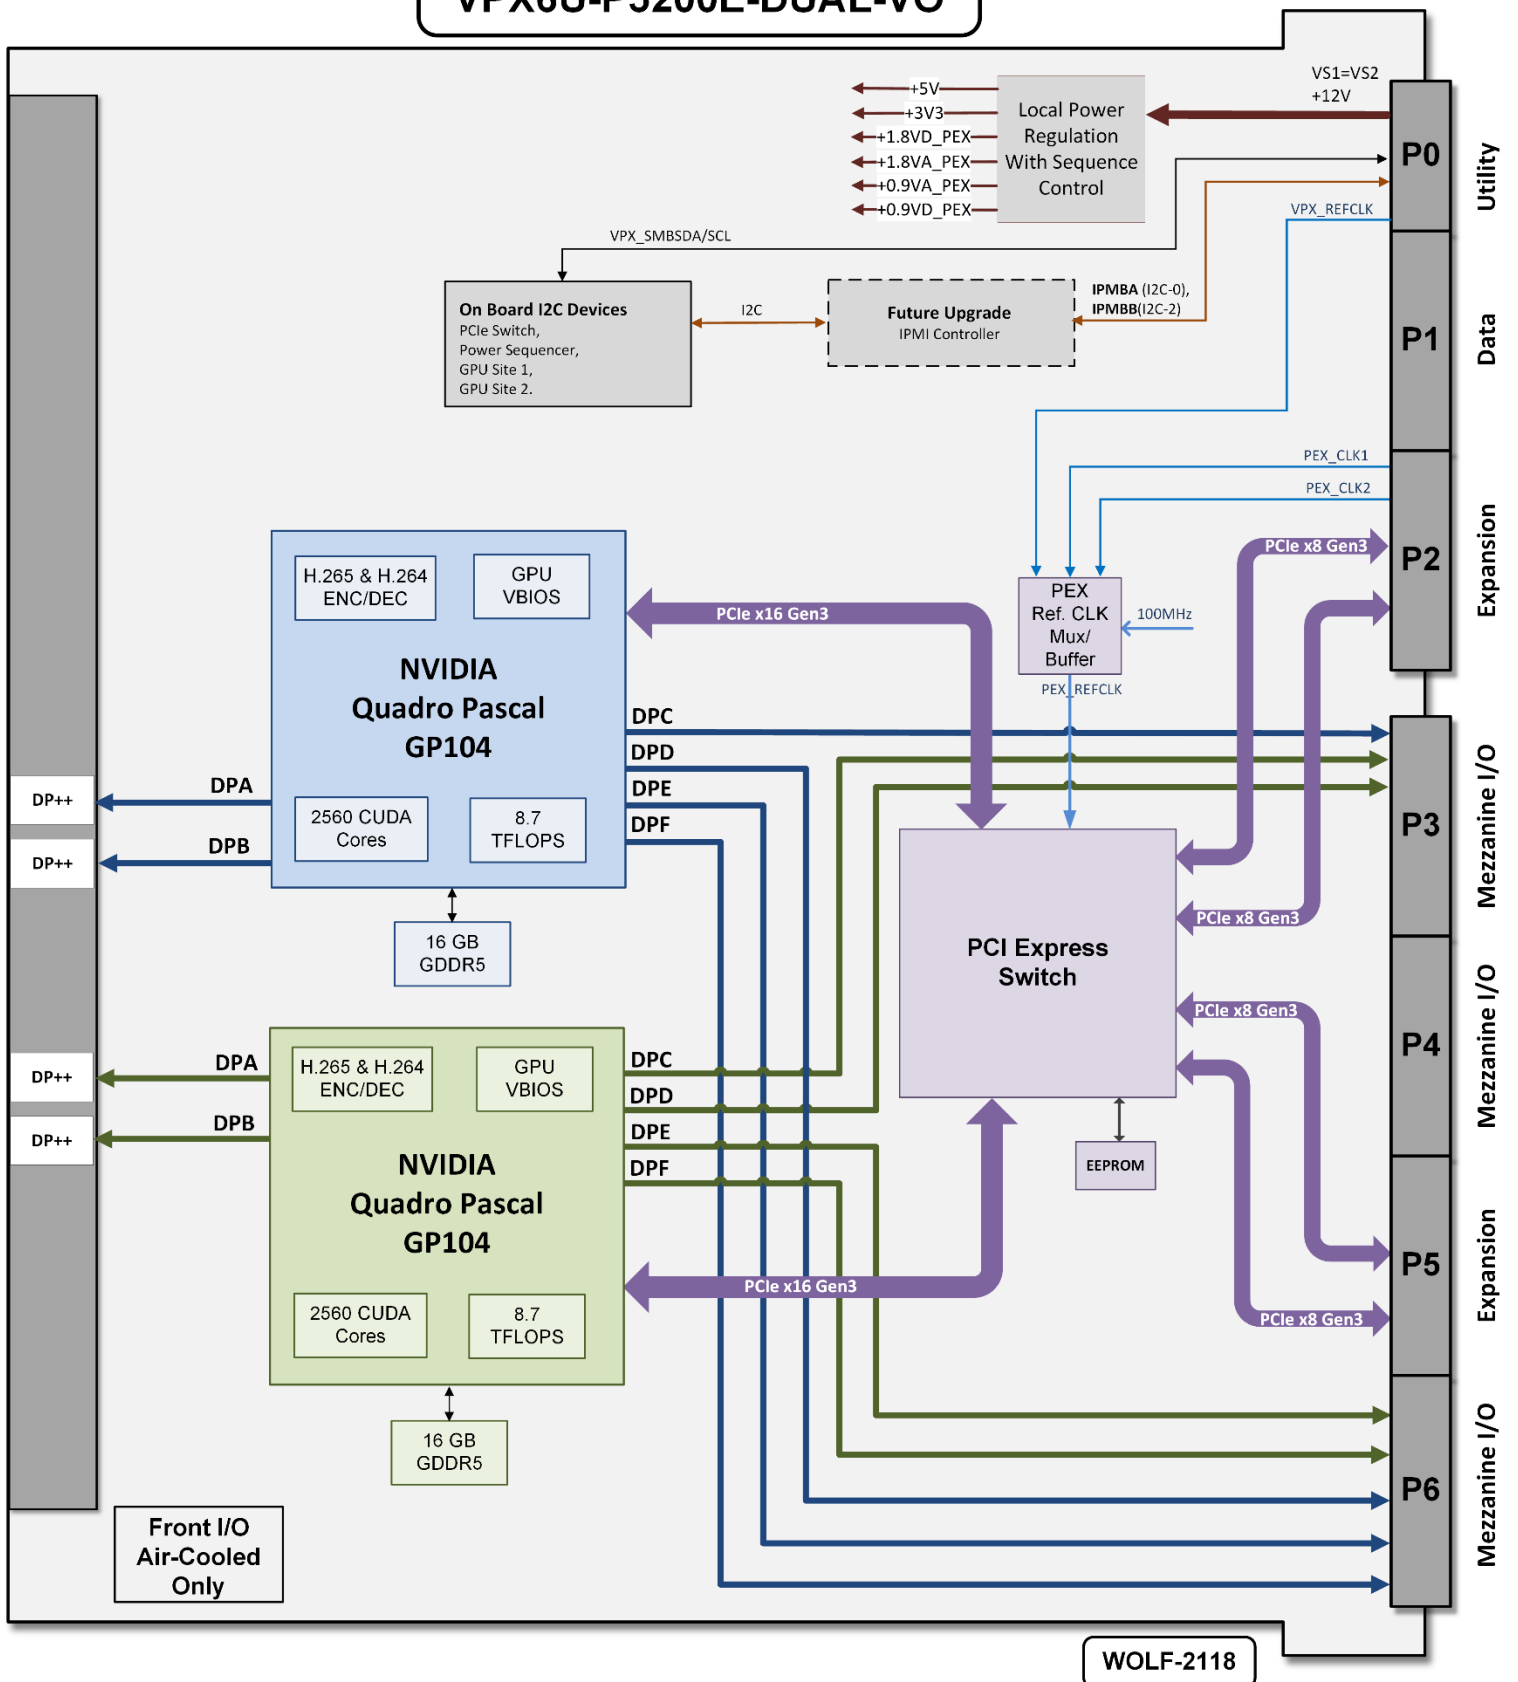 VPX6U-P5200E-DUAL-VO
VS1=VS2
+12V
+5V
+3V3
+1.8VD_PEX
+1.8VA_PEX
+0.9VA_PEX
+0.9VD_PEX
Local Power
Regulation
With Sequence
Control
P0
Utility
VPX_REFCLK
VPX_SMBSDA/SCL
On Board I2C Devices
PCIe Switch,
Power Sequencer,
GPU Site 1,
GPU Site 2.
I2C
Future Upgrade
IPMI Controller
IPMBA (I2C-0),
IPMBB(I2C-2)
P1
Data
PEX_CLK1
PEX_CLK2
P2
Expansion
PCIe x8 Gen3
PEX
Ref. CLK
Mux/
Buffer
100MHz
PEX_REFCLK
H.265 & H.264
ENC/DEC
GPU
VBIOS
NVIDIA
Quadro Pascal
GP104
2560 CUDA
Cores
8.7
TFLOPS
PCIe x16 Gen3
DPC
DPD
DPE
DPF
DPA
DPB
DP++
DP++
16 GB
GDDR5
P3
Mezzanine I/O
PCI Express
Switch
PCIe x8 Gen3
PCIe x8 Gen3
P4
Mezzanine I/O
EEPROM
DPA
DPB
DP++
DP++
H.265 & H.264
ENC/DEC
GPU
VBIOS
NVIDIA
Quadro Pascal
GP104
2560 CUDA
Cores
8.7
TFLOPS
DPC
DPD
DPE
DPF
PCIe x16 Gen3
PCIe x8 Gen3
P5
Expansion
16 GB
GDDR5
P6
Mezzanine I/O
Front I/O
Air-Cooled
Only
WOLF-2118